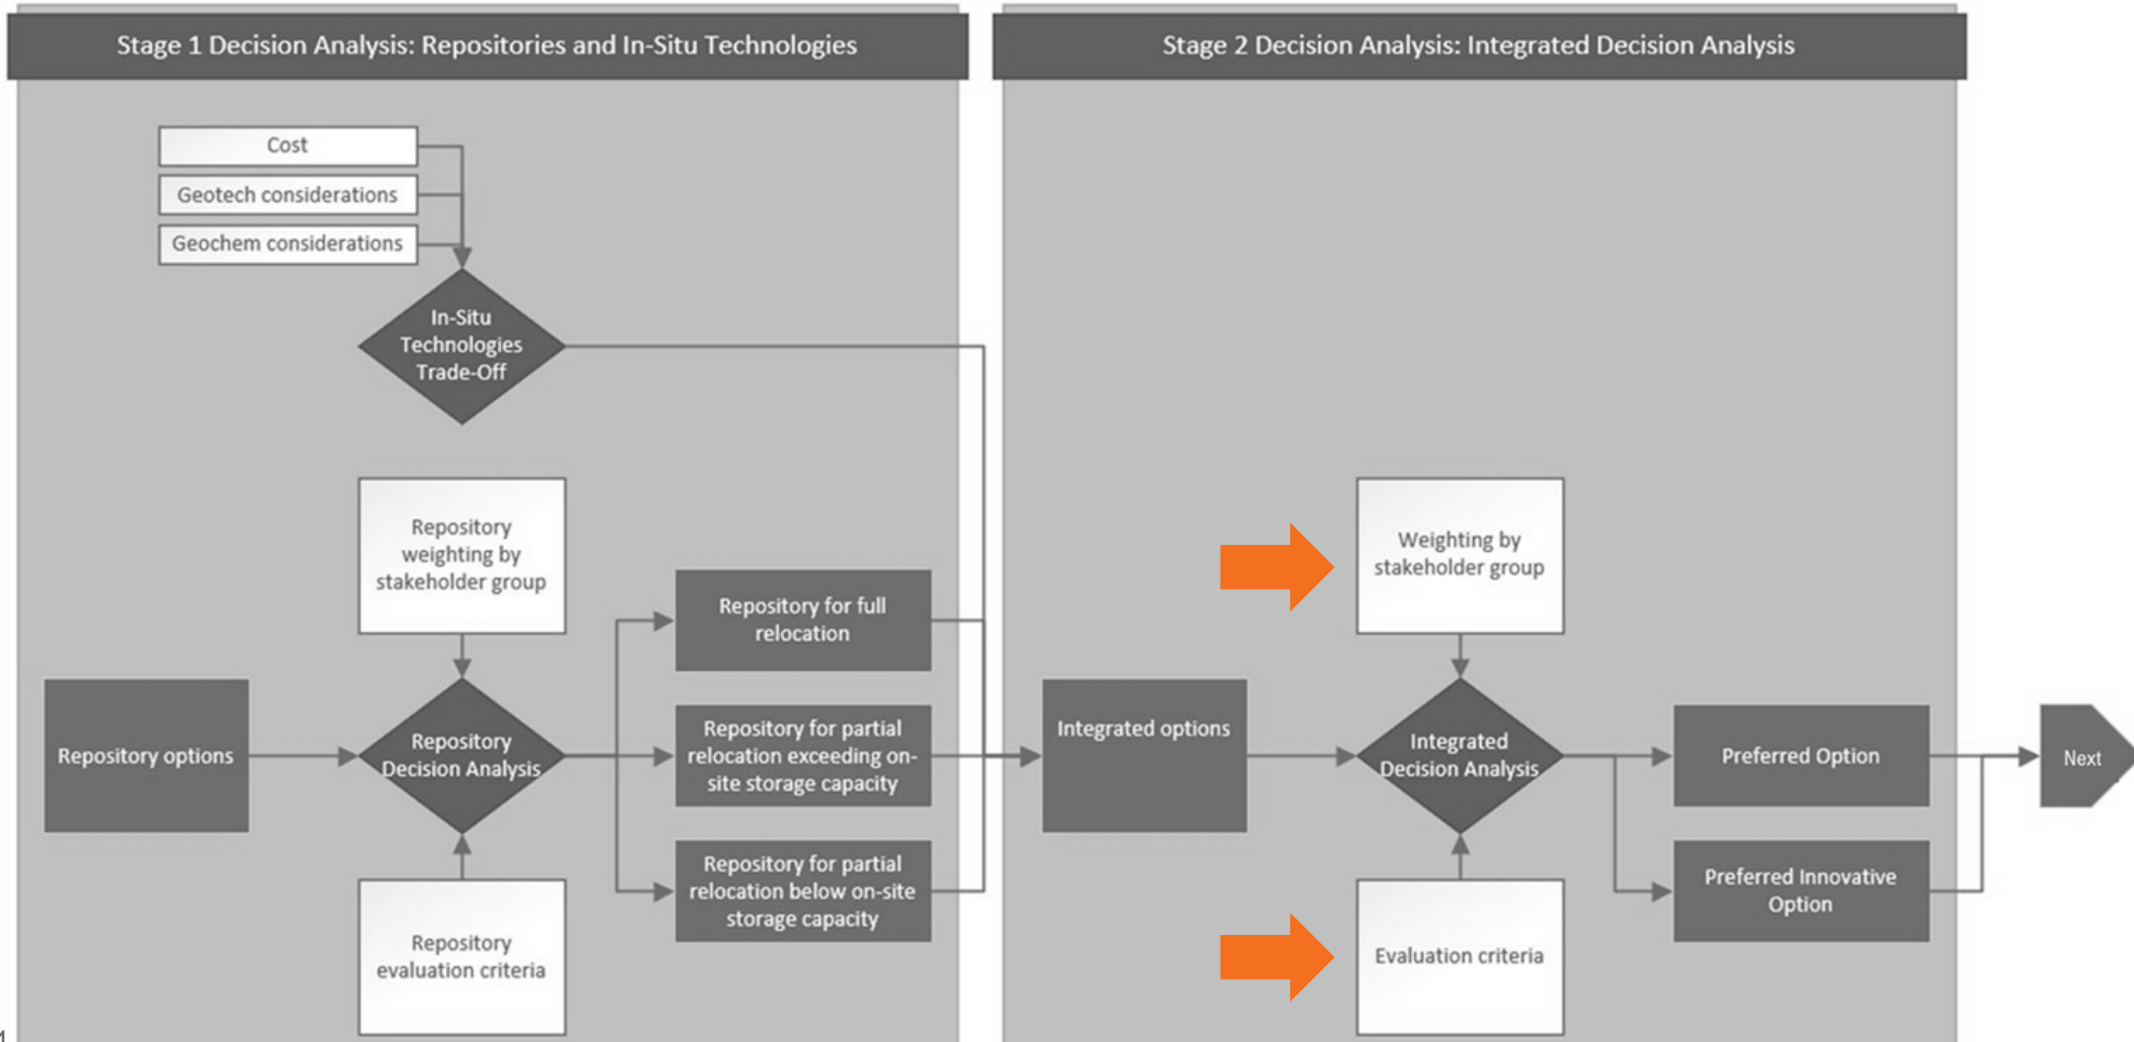 Stage 1 Decision Analysis: Repositories and In-Situ Technologies
Cost
Geotech considerations
Geochem considerations
In-Situ
Technologies
Trade-Off
Repository
weighting by
stakeholder group
Repository options
Repository
Decision Analysis
Repository
evaluation criteria
Repository for full
relocation
Repository for partial
relocation exceeding on-
site storage capacity
Repository for partial
relocation below on-site
storage capacity
Stage 2 Decision Analysis: Integrated Decision Analysis
Integrated options
Weighting by
stakeholder group
Integrated
Decision Analysis
Evaluation criteria
Preferred Option
Preferred Innovative
Option
Next